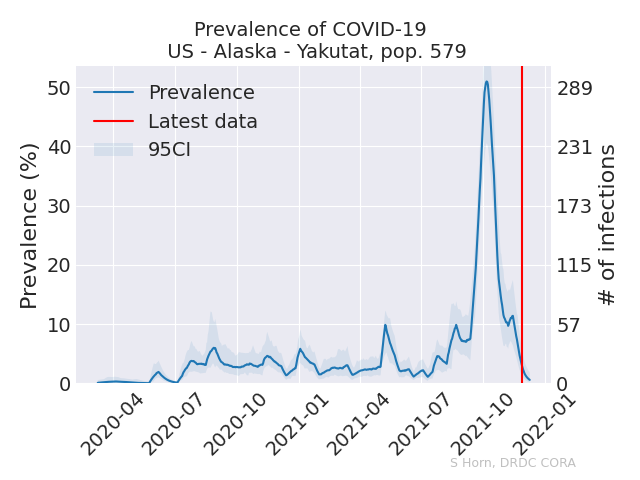 Prevalence of COVID-19
US - Alaska - Yakutat, pop. 579
Prevalence
Latest data
95CI
Prevalence (%)
50
40
30
20
10
0
# of infections
289
231
173
115
57
0
2020-04
2020-07
2020-10
2021-01
2021-04
2021-07
2021-10
2022-01
S Horn, DRDC CORA